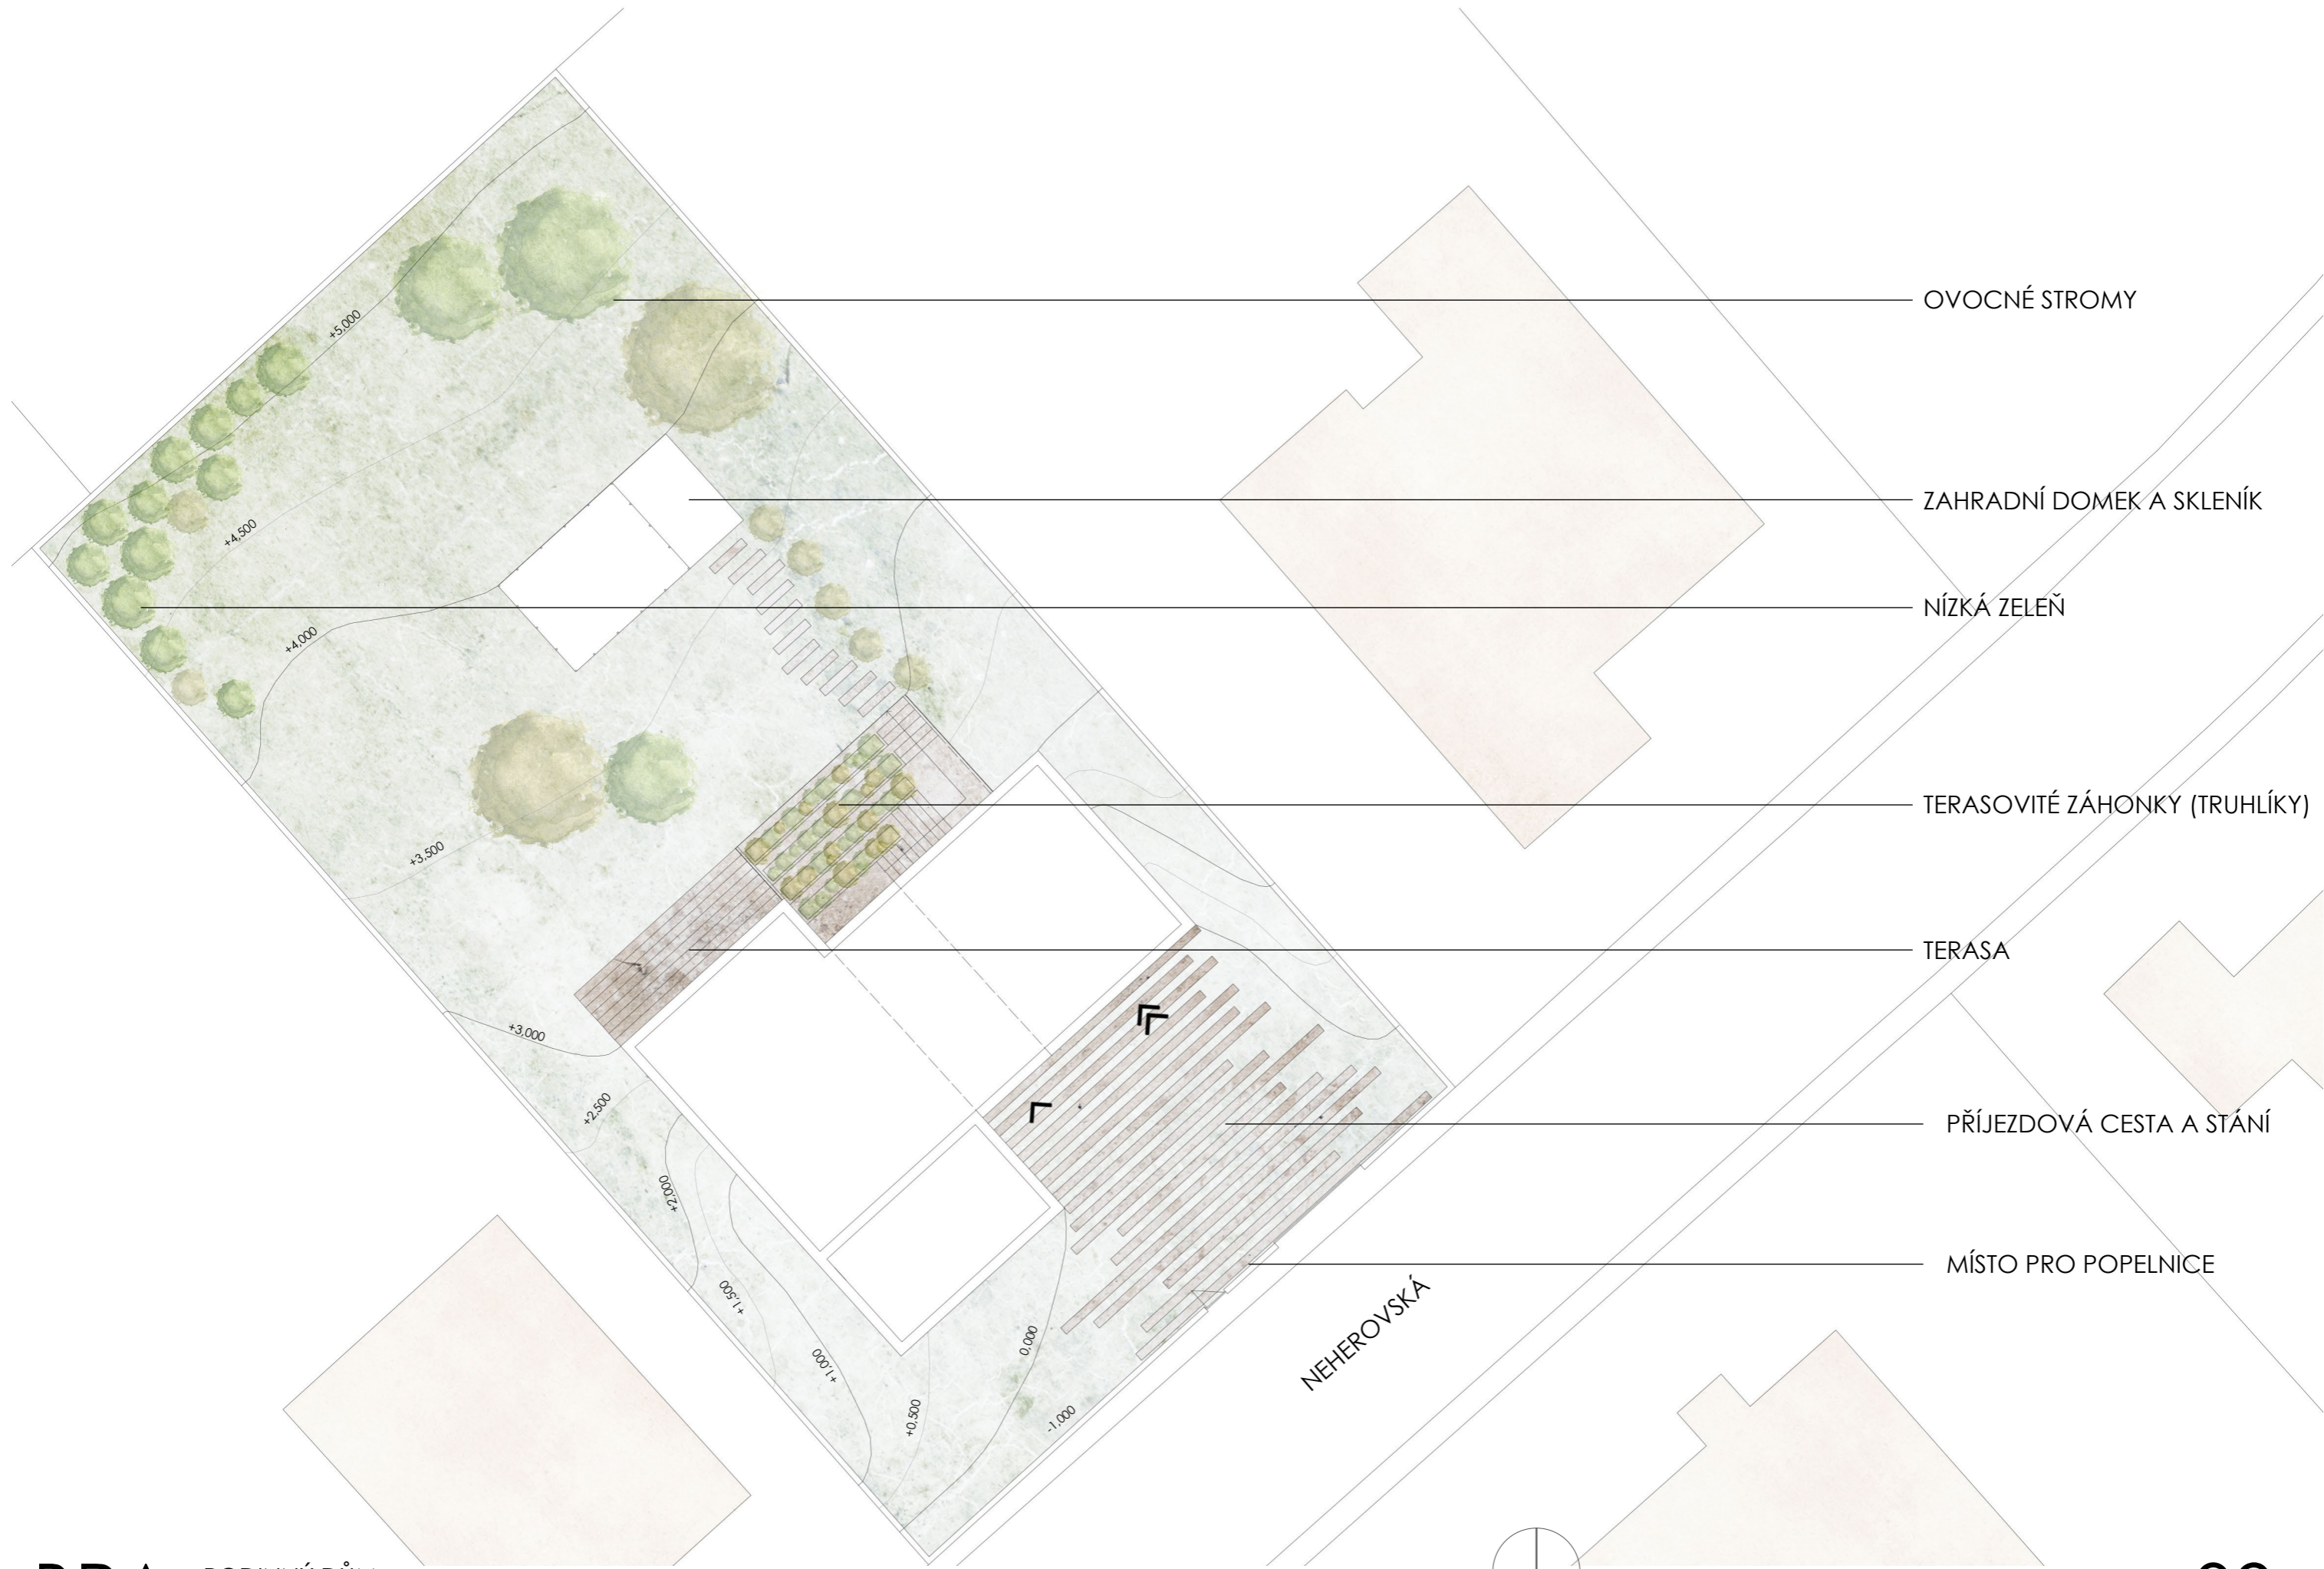 OVOCNÉ STROMY
+5,000
ZAHRADNÍ DOMEK A SKLENÍK
+4,500
NÍZKÁ ZELEŇ
+4,000
TERASOVITÉ ZÁHONKY (TRUHLÍKY)
+3,500
TERASA
+3,000
+2,500
PŘÍJEZDOVÁ CESTA A STÁNÍ
+2,000
MÍSTO PRO POPELNICE
+1,500
NEHEROVSKÁ
+1,000
0,000
+0,500
-1,000